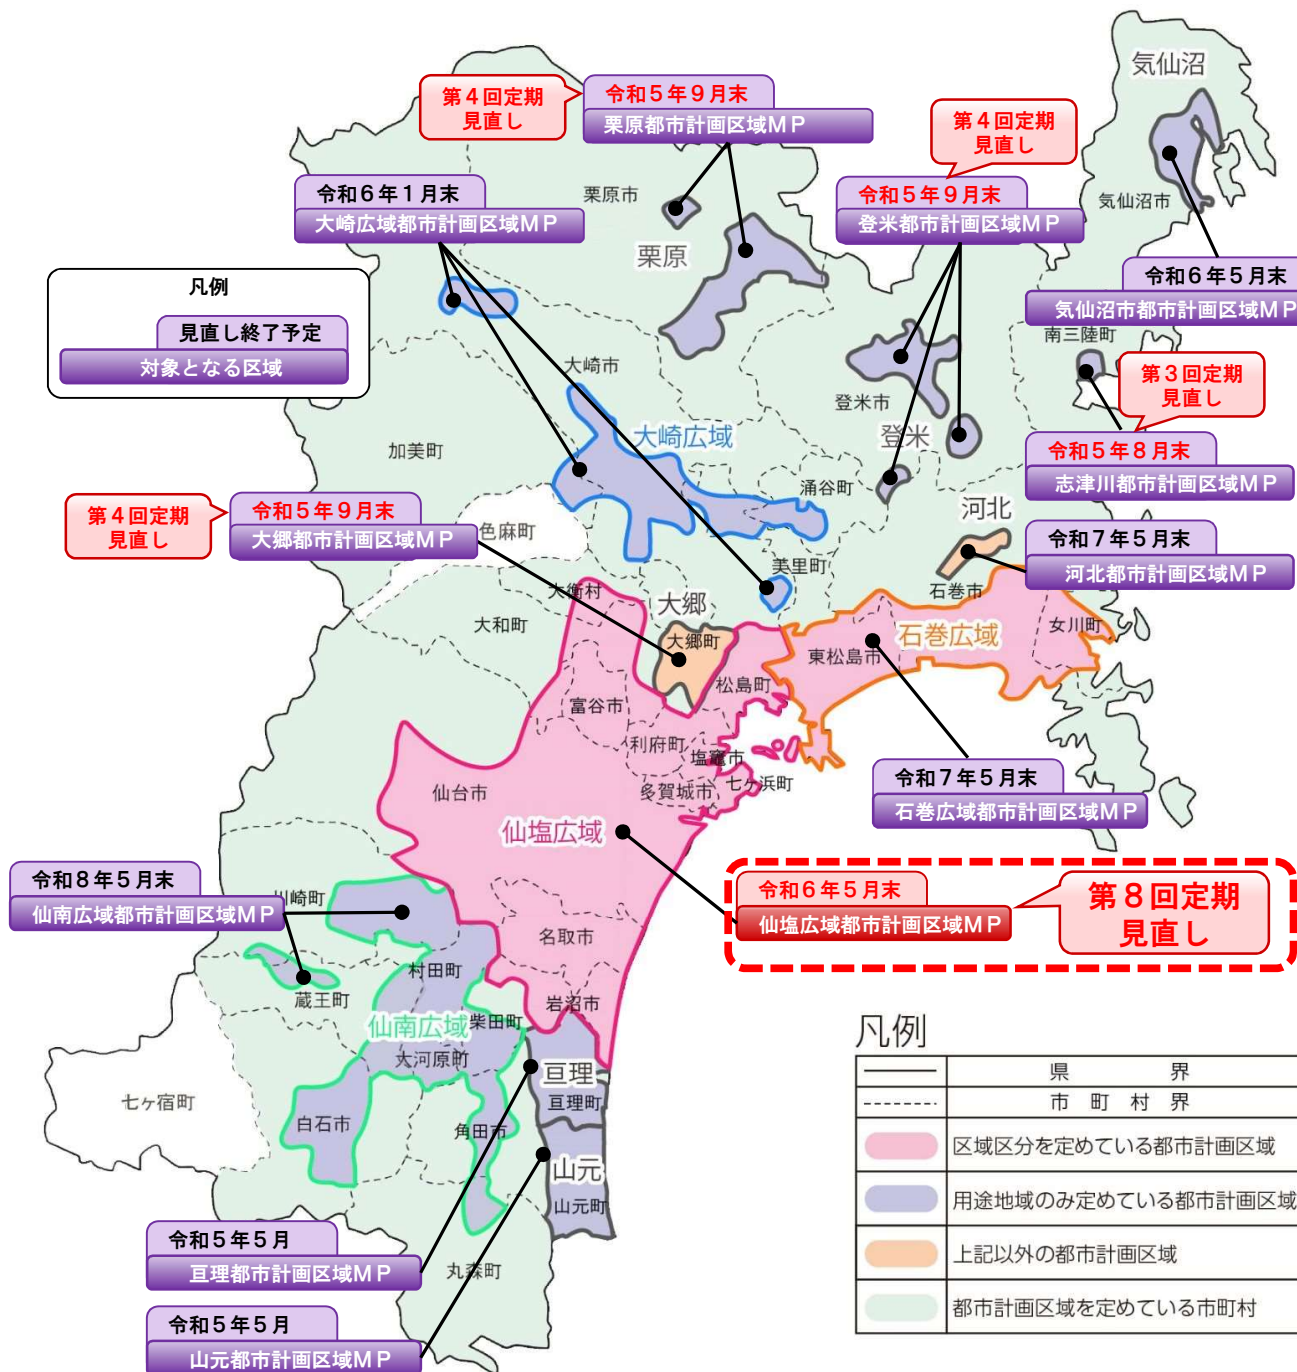 気仙沼
第４回定期
見直し
令和５年９月末
栗原都市計画区域ＭＰ
第４回定期
見直し
令和６年１月末
大崎広域都市計画区域ＭＰ
栗原市
令和５年９月末
登米都市計画区域ＭＰ
気仙沼市
栗原
凡例
見直し終了予定
対象となる区域
令和６年５月末
気仙沼市都市計画区域ＭＰ
南三陸町
大崎市
第３回定期
見直し
登米市
大崎広域
登米
加美町
令和５年８月末
志津川都市計画区域ＭＰ
涌谷町
第４回定期
見直し
令和５年９月末
大郷都市計画区域ＭＰ
色麻町
河北
令和７年５月末
河北都市計画区域ＭＰ
美里町
大衡村
大郷
石巻市
大和町
大郷町
石巻広域
女川町
東松島市
松島町
富谷市
利府町
塩竈市
七ヶ浜町
多賀城市
令和７年５月末
石巻広域都市計画区域ＭＰ
仙台市
仙塩広域
令和８年５月末
仙南広域都市計画区域ＭＰ
川崎町
令和６年５月末
仙塩広域都市計画区域ＭＰ
第８回定期
見直し
名取市
村田町
蔵王町
岩沼市
柴田町
仙南広域
大河原町
亘理
亘理町
七ヶ宿町
白石市
角田市
山元
山元町
令和５年５月
亘理都市計画区域ＭＰ
丸森町
令和５年５月
山元都市計画区域ＭＰ
凡例
県界
市町村界
区域区分を定めている都市計画区域
用途地域のみ定めている都市計画区域
上記以外の都市計画区域
都市計画区域を定めている市町村